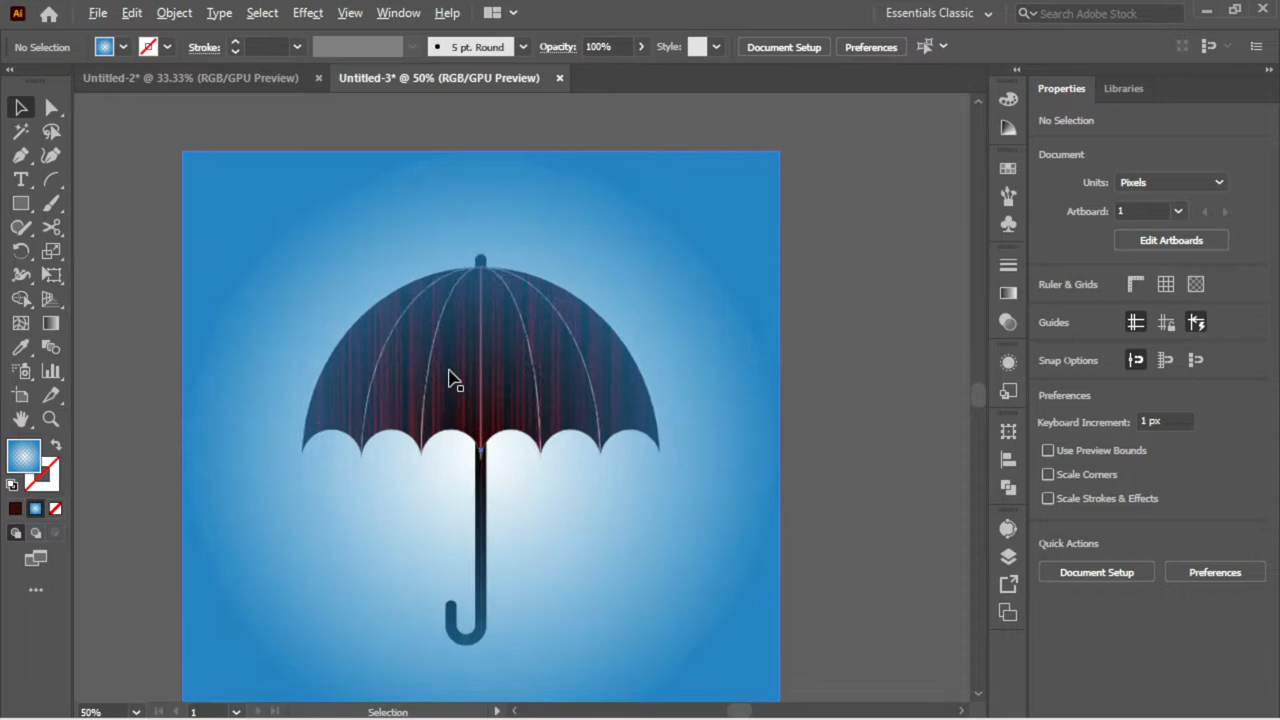 Ai File Edit Object Type Select Effect View Window Help Essentials Classic Search Adobe Stock
No Selection Stroke: 5 pt. Round Opacity: 100% Style: Document Setup Preferences
Untitled-2* @ 33.33% (RGB/GPU Preview) Untitled-3* @ 50% (RGB/GPU Preview)
Properties Libraries
No Selection
Document
Units: Pixels
Artboard: 1
Edit Artboards
Ruler & Grids
Guides
Snap Options
Preferences
Keyboard Increment: 1 px
Use Preview Bounds
Scale Corners
Scale Strokes & Effects
Quick Actions
Document Setup Preferences
50% 1 Selection